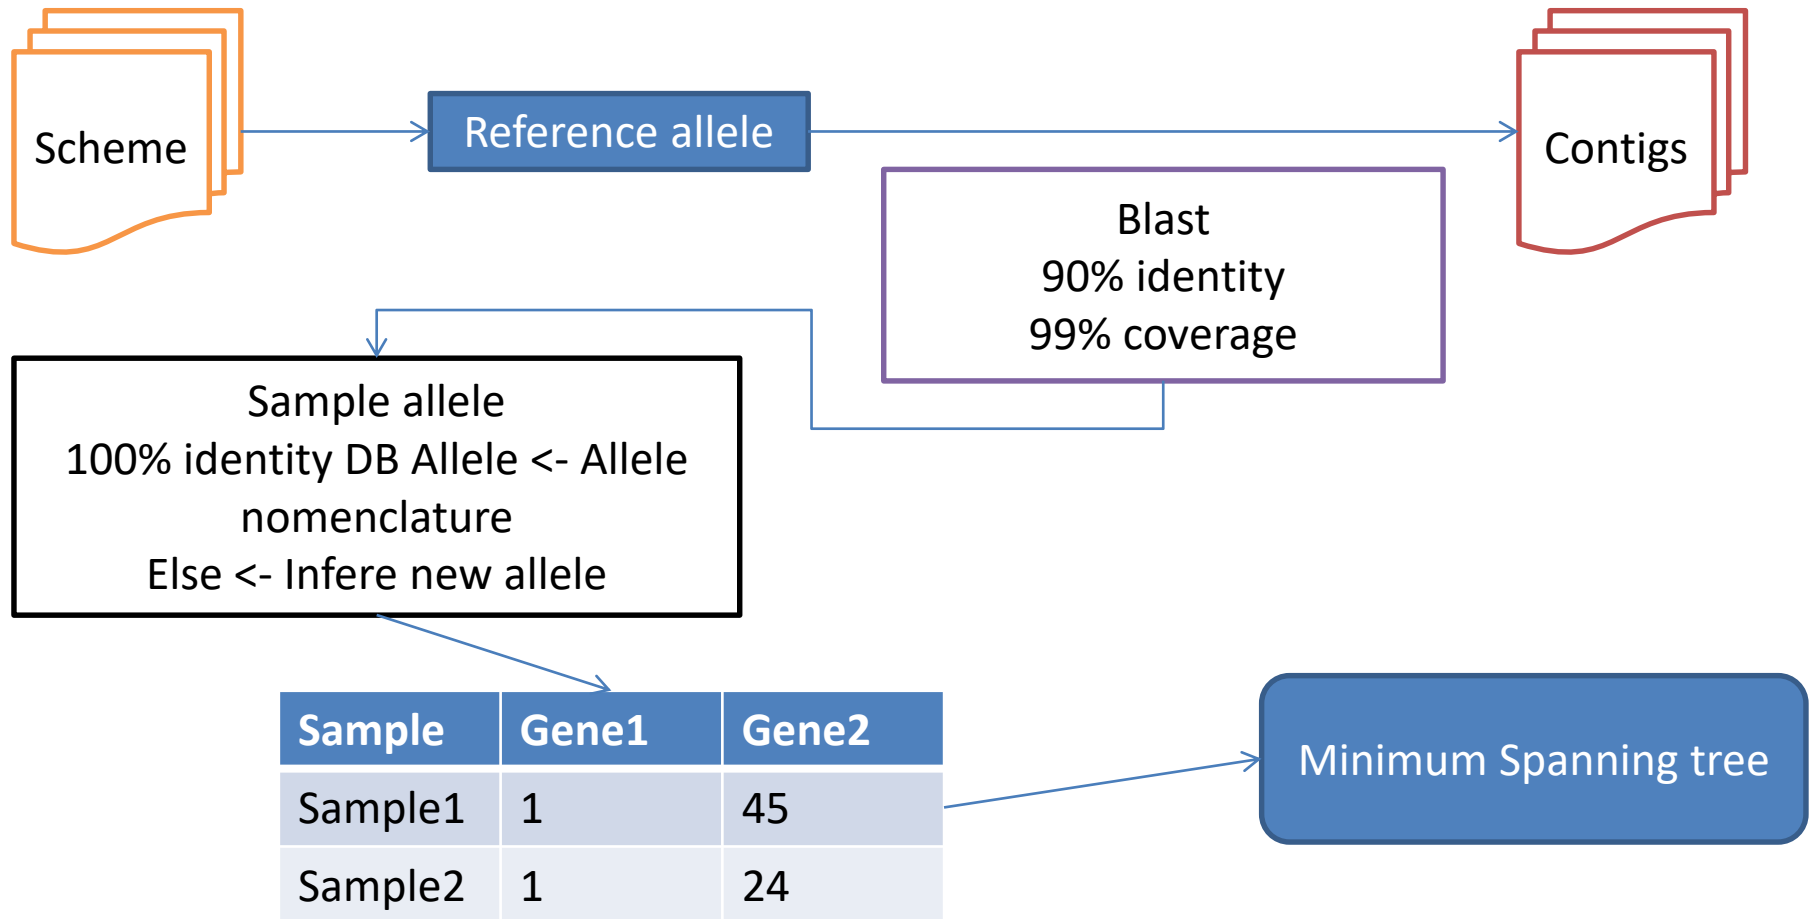 Scheme
Reference allele
Contigs
Blast
90% identity
99% coverage
Sample allele
100% identity DB Allele <- Allele
nomenclature
Else <- Infere new allele
Sample Gene1 Gene2
Sample1 1 45
Sample2 1 24
Minimum Spanning tree